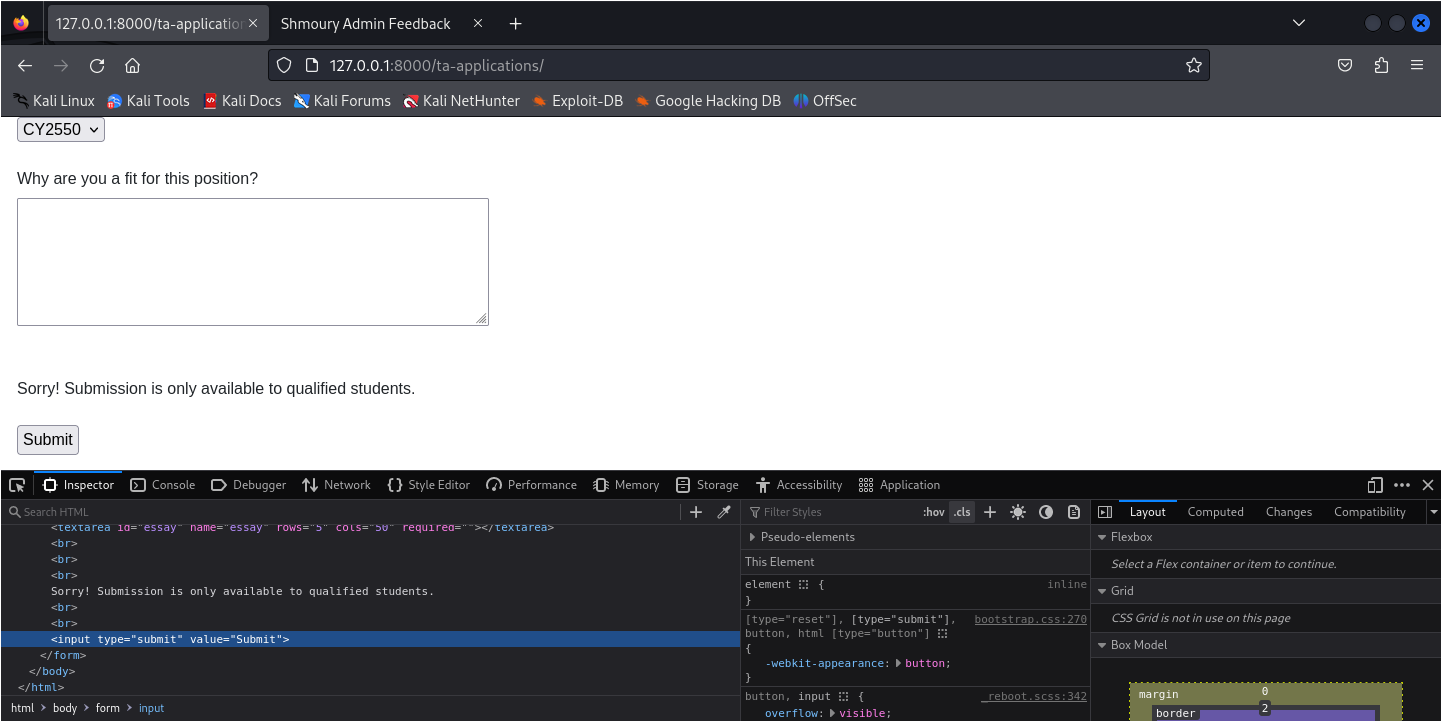 127.0.0.1:8000/ta-applicatio
Shmoury Admin Feedback
127.0.0.1:8000/ta-applications/
Kali Linux Kali Tools Kali Docs Kali Forums Kali NetHunter Exploit-DB Google Hacking DB OffSec
CY2550
Why are you a fit for this position?
Sorry! Submission is only available to qualified students.
Submit
Inspector Console Debugger Network Style Editor Performance Memory Storage Accessibility Application
Search HTML
<textarea id="essay" name="essay" rows="5" cols="50" required=""></textarea>
<br>
<br>
<br>
Sorry! Submission is only available to qualified students.
<br>
<br>
<input type="submit" value="Submit">
</form>
</body>
</html>
html > body > form > input
Filter Styles :hov .cls
Pseudo-elements
This Element
element { inline
}
[type="reset"], [type="submit"], bootstrap.css:270
button, html [type="button"]
{
-webkit-appearance: button;
}
button, input { _reboot.scss:342
overflow: visible;
Layout Computed Changes Compatibility
Flexbox
Select a Flex container or item to continue.
Grid
CSS Grid is not in use on this page
Box Model
margin 0
border 2